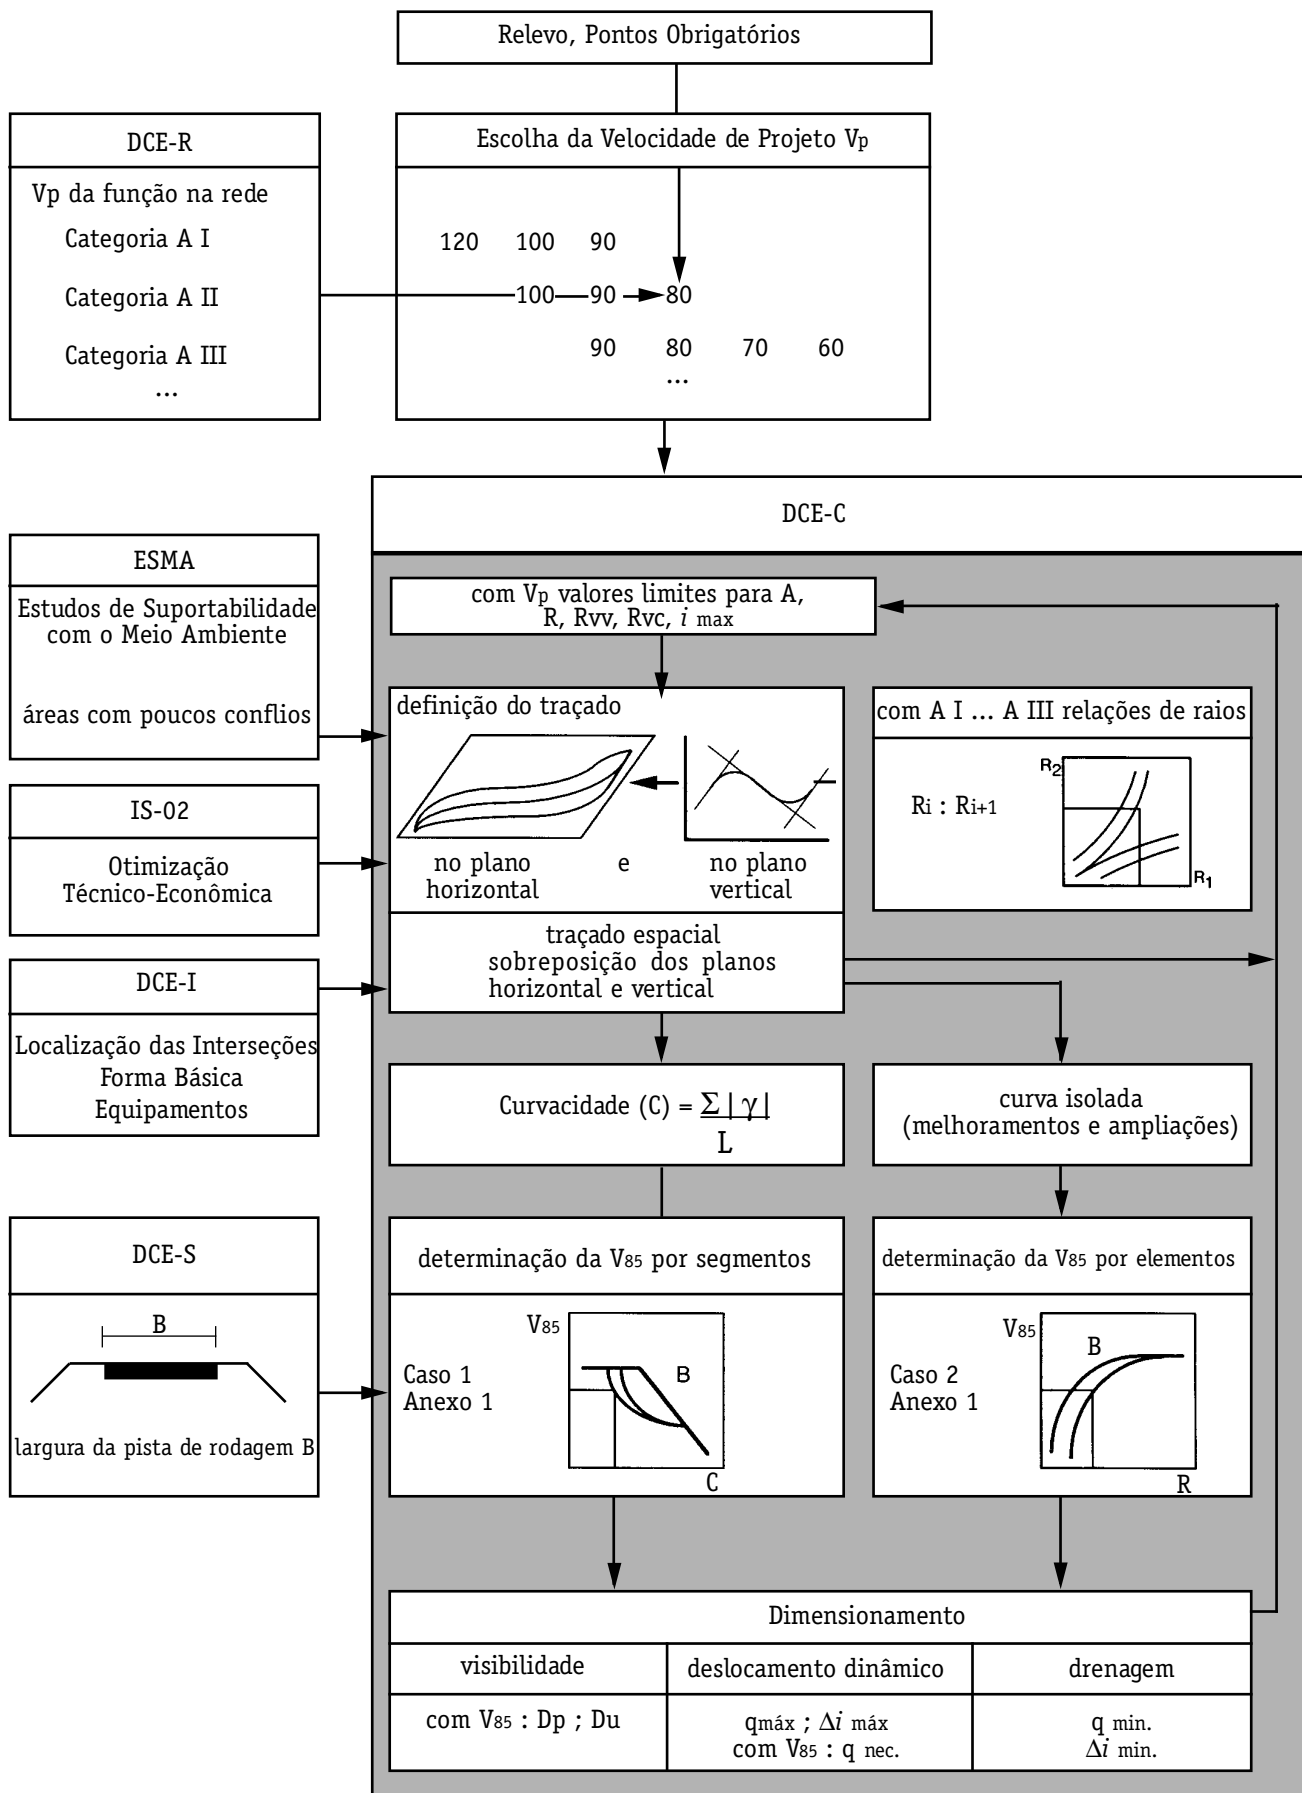 Relevo, Pontos Obrigatórios
DCE-R
Vp da função na rede
Categoria A I
Categoria A II
Categoria A III
...
Escolha da Velocidade de Projeto Vp
120 100 90
100 90 80
90 80 70 60
...
DCE-C
ESMA
Estudos de Suportabilidade
com o Meio Ambiente
áreas com poucos conflios
com Vp valores limites para A,
R, Rvv, Rvc, i max
definição do traçado
no plano
horizontal
e
no plano
vertical
com A I ... A III relações de raios
Ri : Ri+1
R2
R1
IS-02
Otimização
Técnico-Econômica
traçado espacial
sobreposição dos planos
horizontal e vertical
DCE-I
Localização das Interseções
Forma Básica
Equipamentos
Curvacidade (C) = Σ | γ |
L
curva isolada
(melhoramentos e ampliações)
DCE-S
B
largura da pista de rodagem B
determinação da V85 por segmentos
V85
Caso 1
Anexo 1
B
C
determinação da V85 por elementos
V85
Caso 2
Anexo 1
B
R
Dimensionamento
visibilidade
deslocamento dinâmico
drenagem
com V85 : Dp ; Du
qmáx ; Δi máx
com V85 : q nec.
q min.
Δi min.